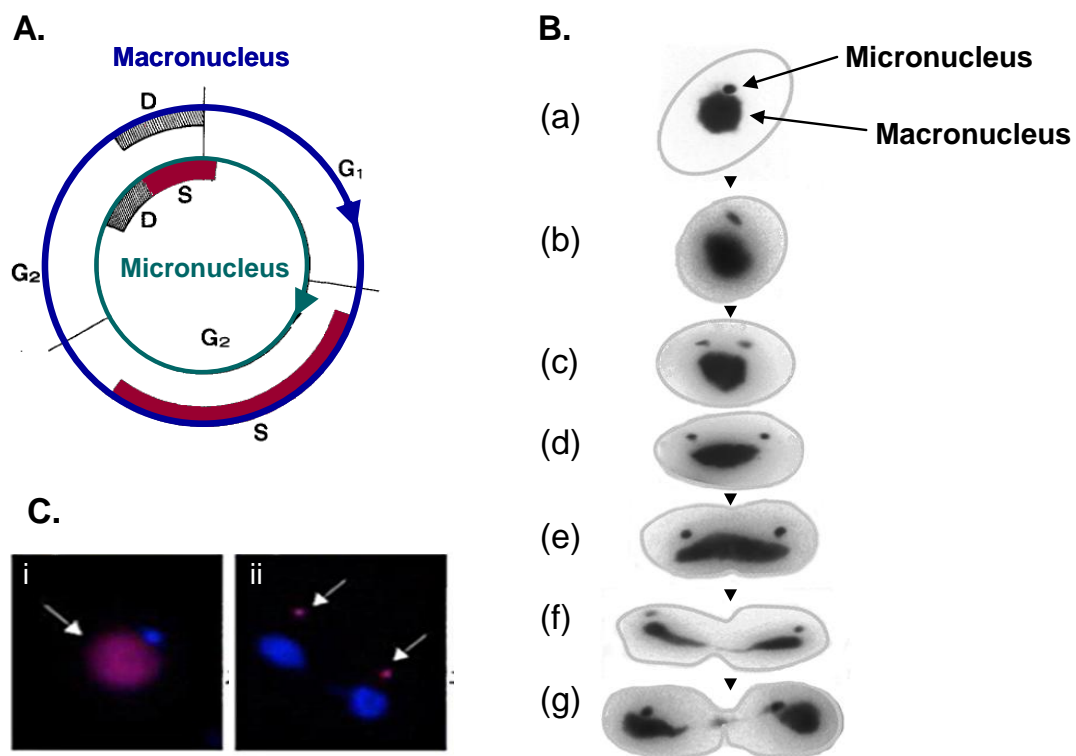 A.
Macronucleus
D
G1
S
D
Micronucleus
G2
G2
S
B.
Micronucleus
Macronucleus
(a)
(b)
(c)
(d)
(e)
(f)
(g)
C.
i
ii